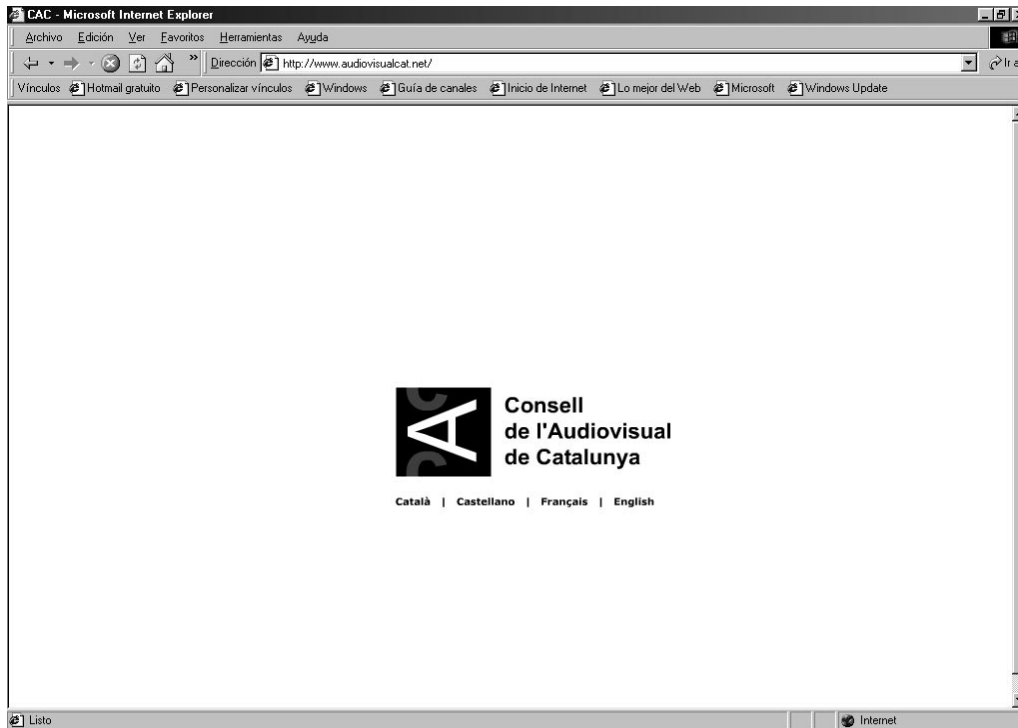 CAC - Microsoft Internet Explorer
Archivo Edición Ver Favoritos Herramientas Ayuda
» Dirección http://www.audiovisualcat.net/ Ir a
Vínculos Hotmail gratuito Personalizar vínculos Windows Guía de canales Inicio de Internet Lo mejor del Web Microsoft Windows Update
CAC
Consell
de l'Audiovisual
de Catalunya
Català | Castellano | Français | English
Listo Internet